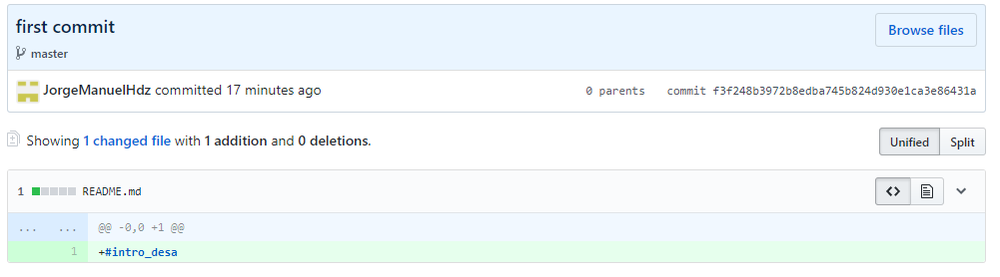 first commit
Browse files
master
JorgeManuelHdz committed 17 minutes ago 0 parents commit f3f248b3972b8edba745b824d930e1ca3e86431a
Showing 1 changed file with 1 addition and 0 deletions.
Unified Split
1 README.md
... ... @@ -0,0 +1 @@
1 +#intro_desa